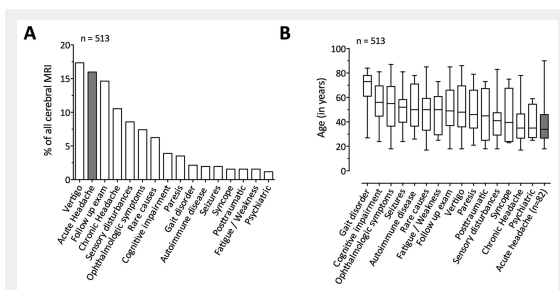 A
n = 513
% of all cerebral MRI
20
15
10
5
0
Vertigo
Acute Headache
Follow up exam
Chronic Headache
Sensory disturbances
Ophthalmologic symptoms
Rare causes
Cognitive impairment
Paresis
Gait disorder
Autoimmune disease
Seizures
Syncope
Posttraumatic
Fatigue / Weakness
Psychiatric
B
n = 513
Age (in years)
100
80
60
40
20
0
Gait disorder
Cognitive impairment
Ophthalmologic symptoms
Seizures
Autoimmune disease
Rare causes
Fatigue / Weakness
Follow up exam
Vertigo
Paresis
Posttraumatic
Sensory disturbances
Syncope
Chronic Headache
Psychiatric
Acute headache (n=82)